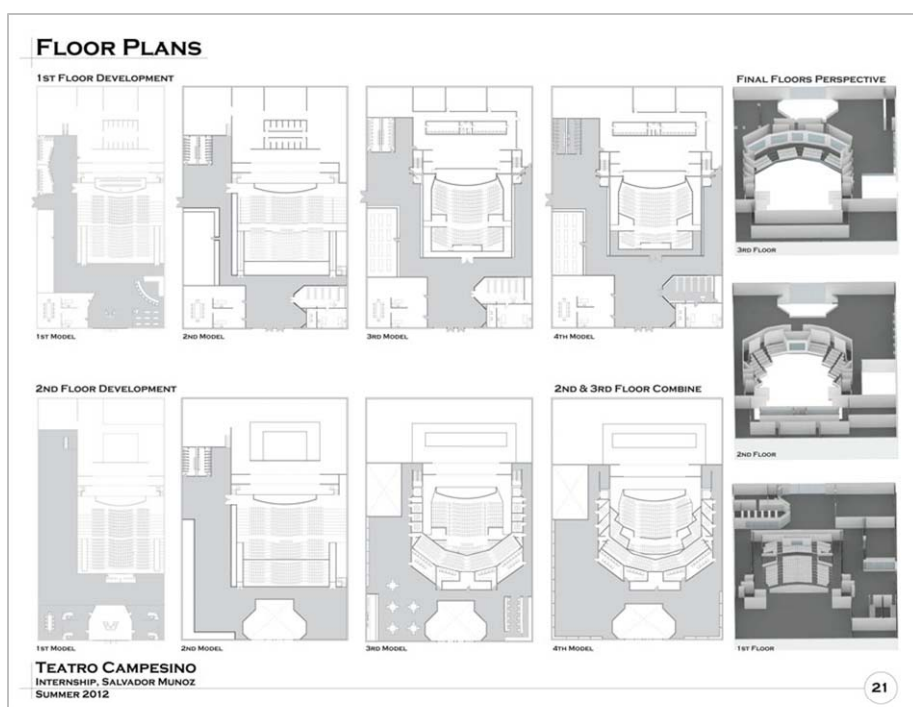 FLOOR PLANS
1ST FLOOR DEVELOPMENT
FINAL FLOORS PERSPECTIVE
1ST MODEL
2ND MODEL
3RD MODEL
4TH MODEL
3RD FLOOR
2ND FLOOR DEVELOPMENT
2ND & 3RD FLOOR COMBINE
2ND FLOOR
1ST MODEL
2ND MODEL
3RD MODEL
4TH MODEL
1ST FLOOR
TEATRO CAMPESINO
INTERNSHIP, SALVADOR MUNOZ
SUMMER 2012
21